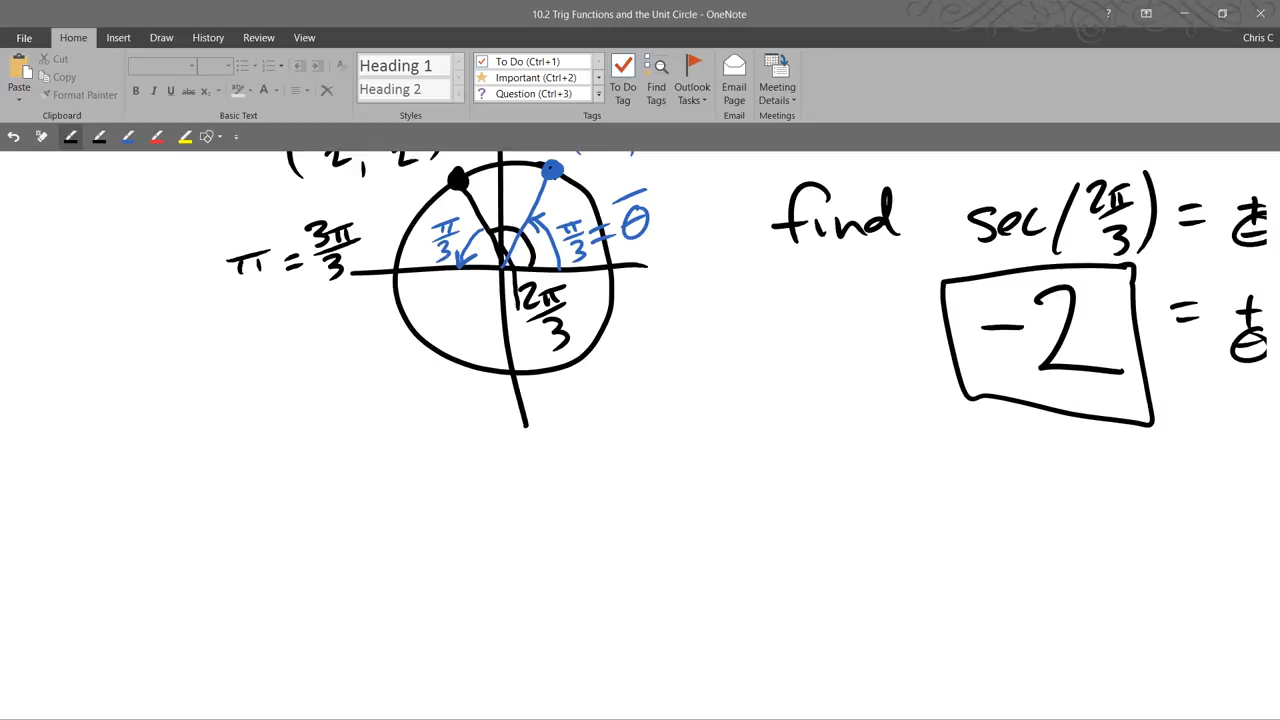 10.2 Trig Functions and the Unit Circle - OneNote
File Home Insert Draw History Review View
Chris C
Paste
Cut
Copy
Format Painter
Clipboard
B I U abc x₂ A
Basic Text
Heading 1
Heading 2
Styles
To Do (Ctrl+1)
Important (Ctrl+2)
Question (Ctrl+3)
To Do Tag
Find Tags
Outlook Tasks
Tags
Email Page
Email
Meeting Details
Meetings
π = 3π/3
π/3
π/3 = θ̅
2π/3
find sec(2π/3) = ±
-2 = ±